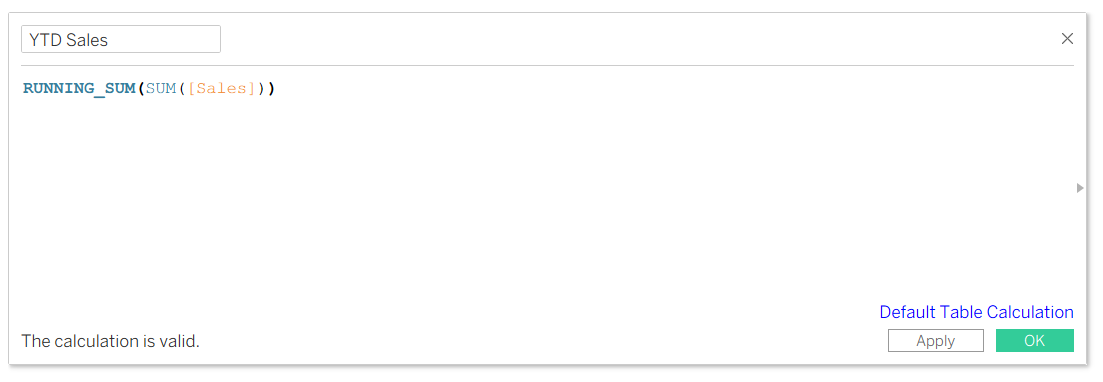 YTD Sales
RUNNING_SUM(SUM([Sales]))
Default Table Calculation
The calculation is valid.
Apply
OK